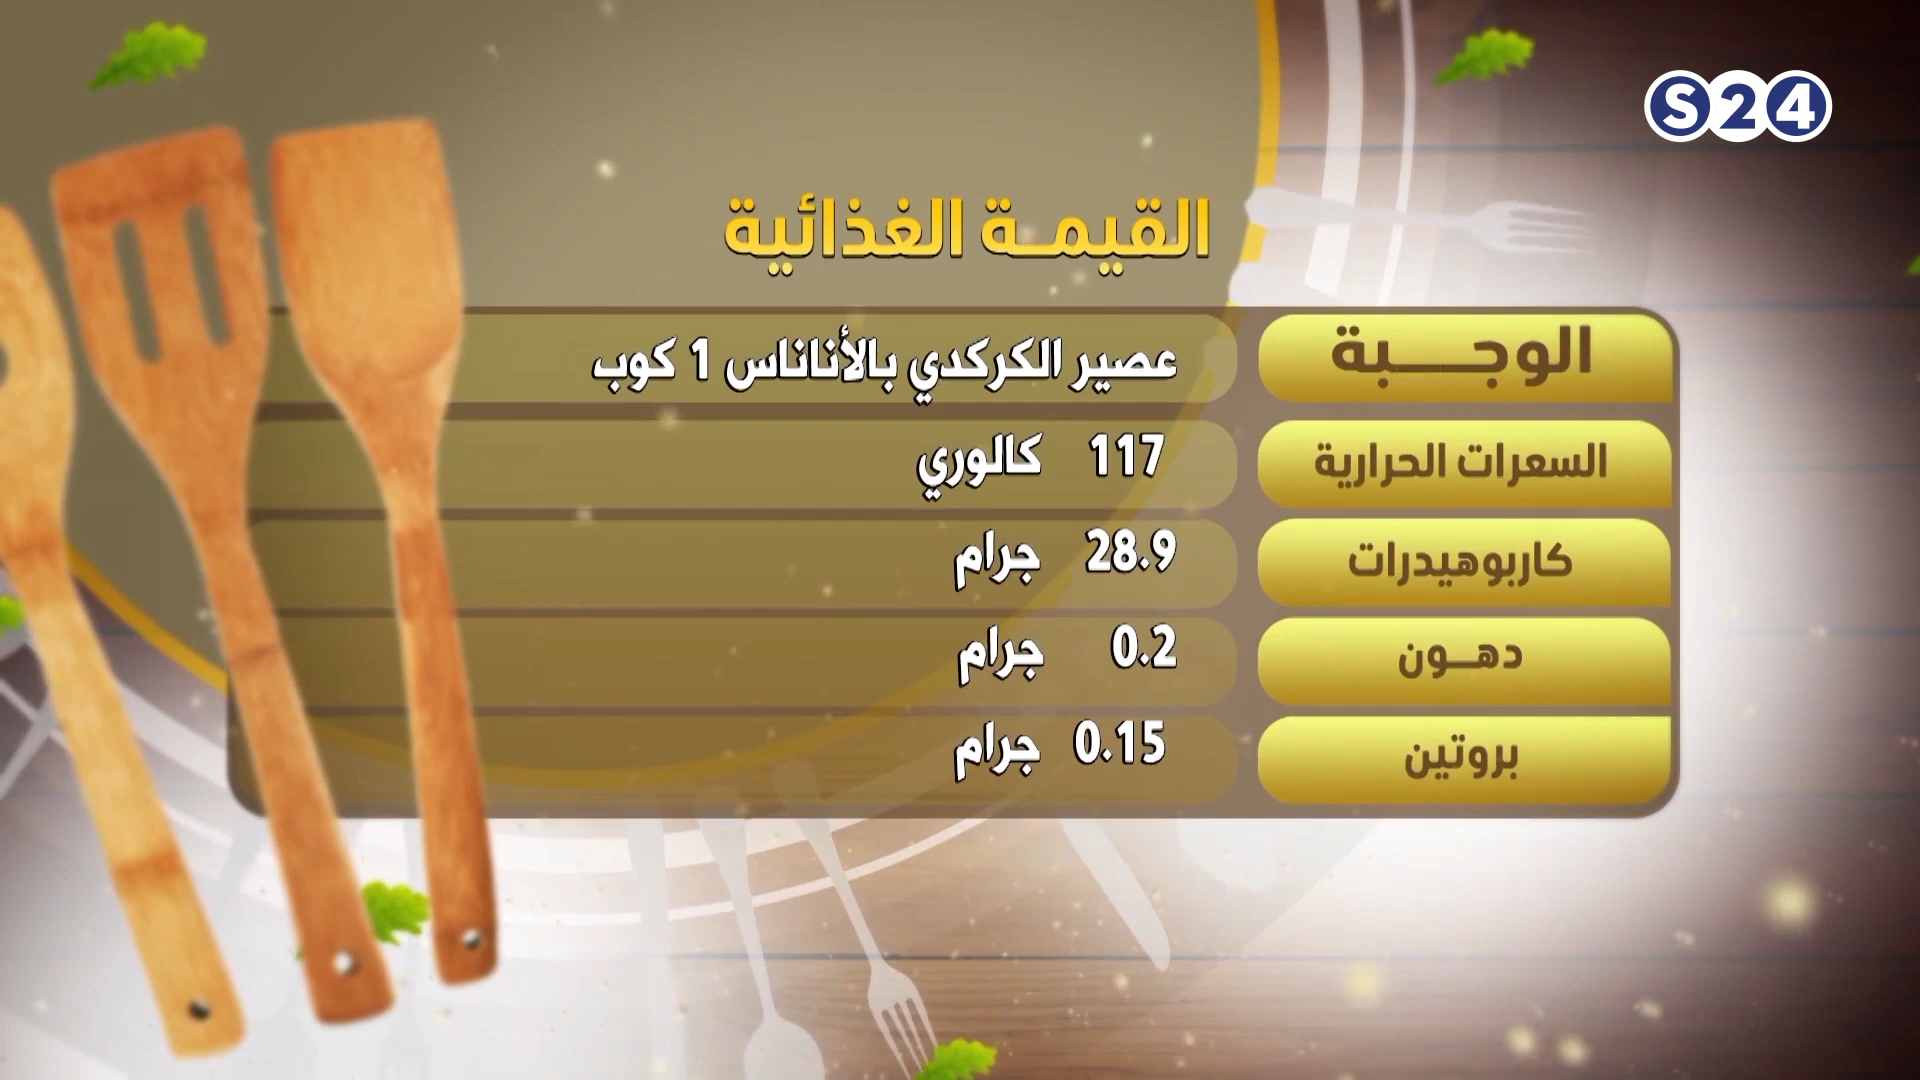 S24
القيمة الغذائية
الوجبة عصير الكركدي بالأناناس 1 كوب
السعرات الحرارية 117 كالوري
كاربوهيدرات 28.9 جرام
دهون 0.2 جرام
بروتين 0.15 جرام